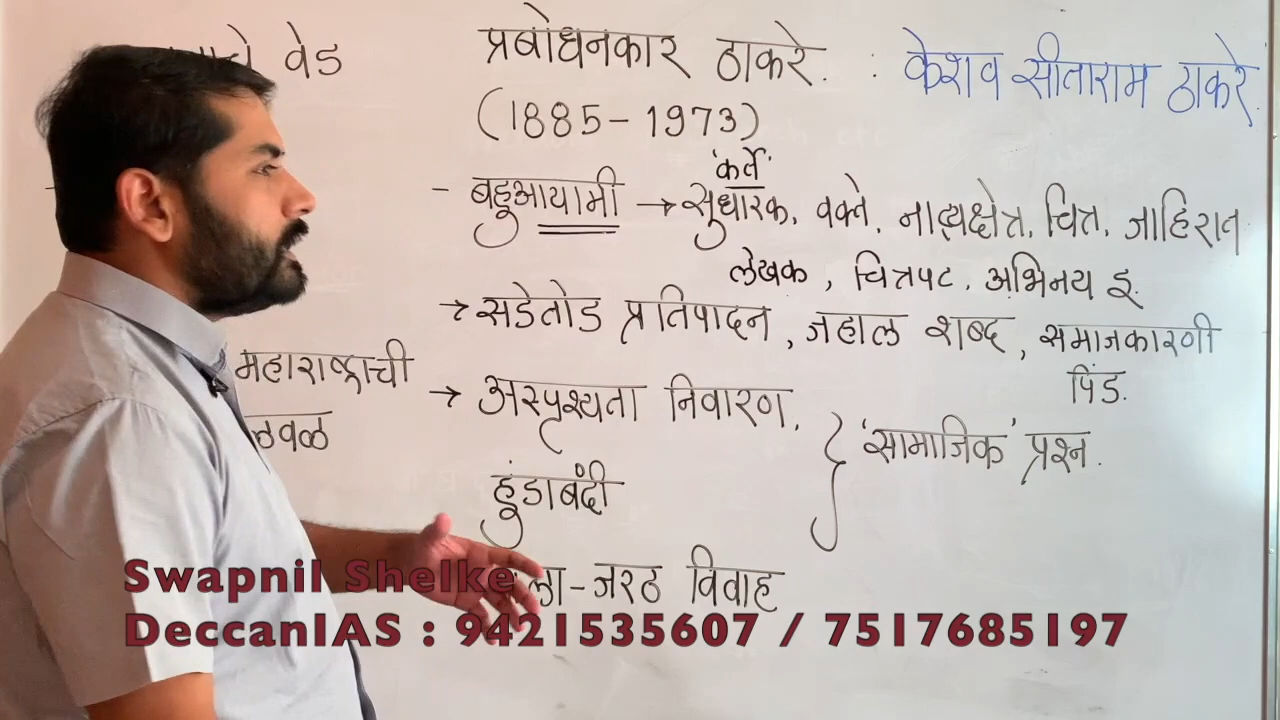 वेड
प्रबोधनकार ठाकरे. : केशव सीताराम ठाकरे.
(1885-1973)
'कर्ते'
- बहुआयामी → सुधारक, वक्ते, नाट्यक्षेत्र, चित्र, जाहिरात
लेखक, चित्रपट, अभिनय इ.
→ सडेतोड प्रतिपादन, जहाल शब्द, समाजकारणी
पिंड.
महाराष्ट्राची
→ अस्पृश्यता निवारण,
'सामाजिक' प्रश्न.
हुंडाबंदी
जरठ विवाह
Swapnil Shelke
DeccanIAS : 9421535607 / 7517685197